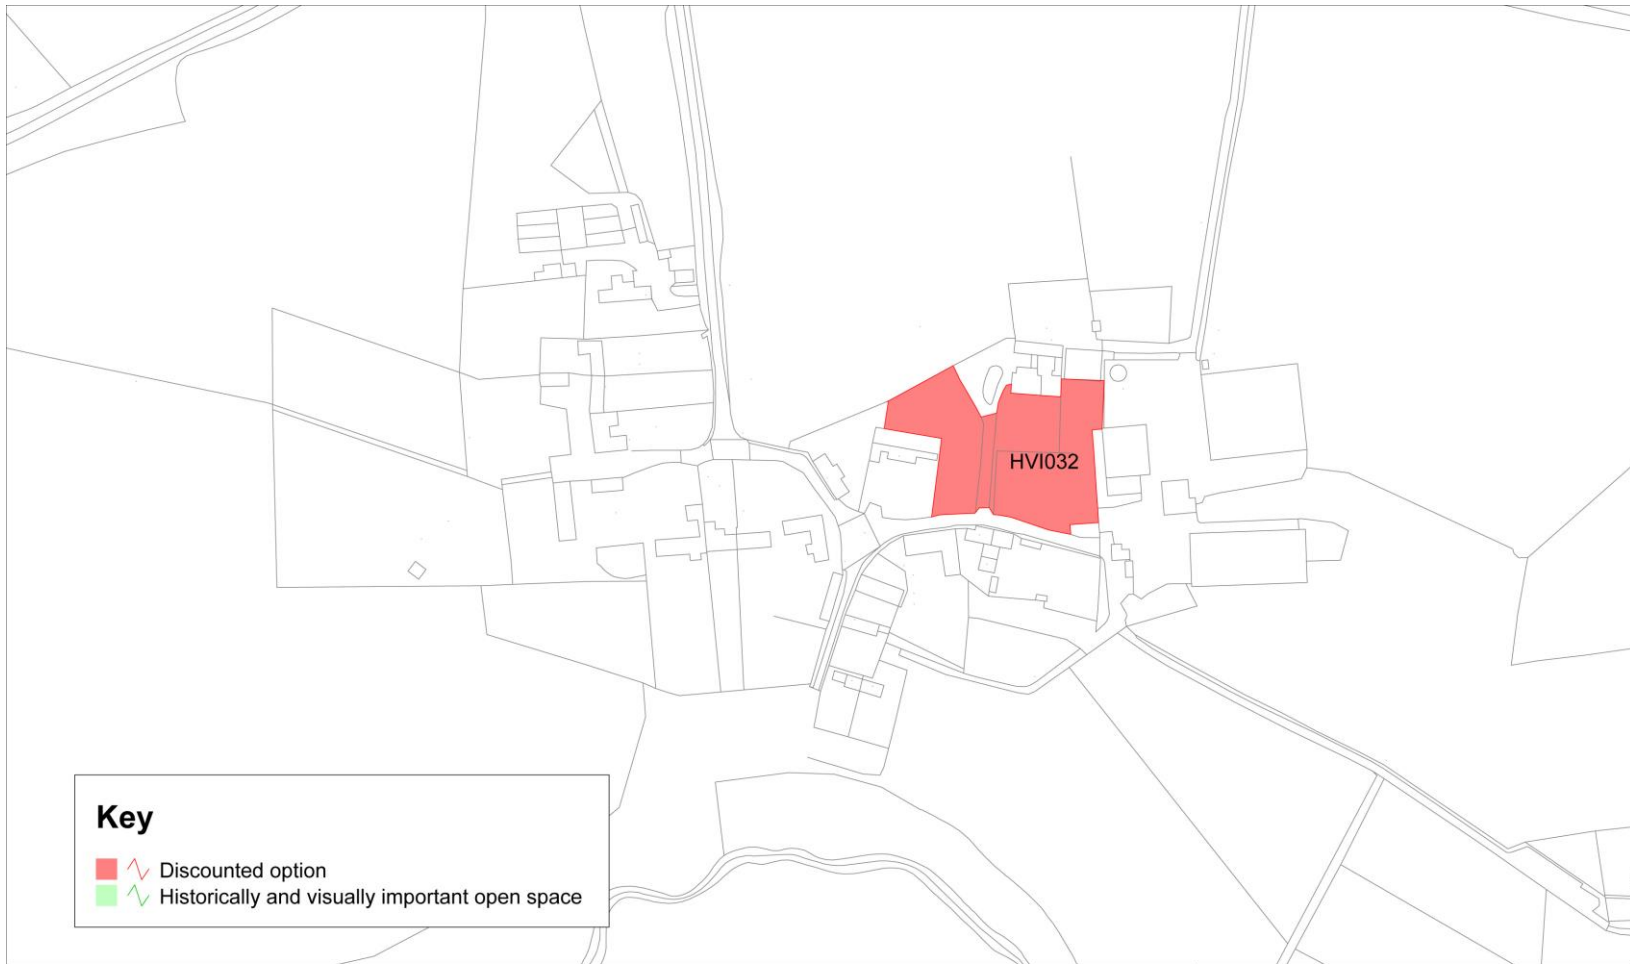 HVI032
Key
Discounted option
Historically and visually important open space